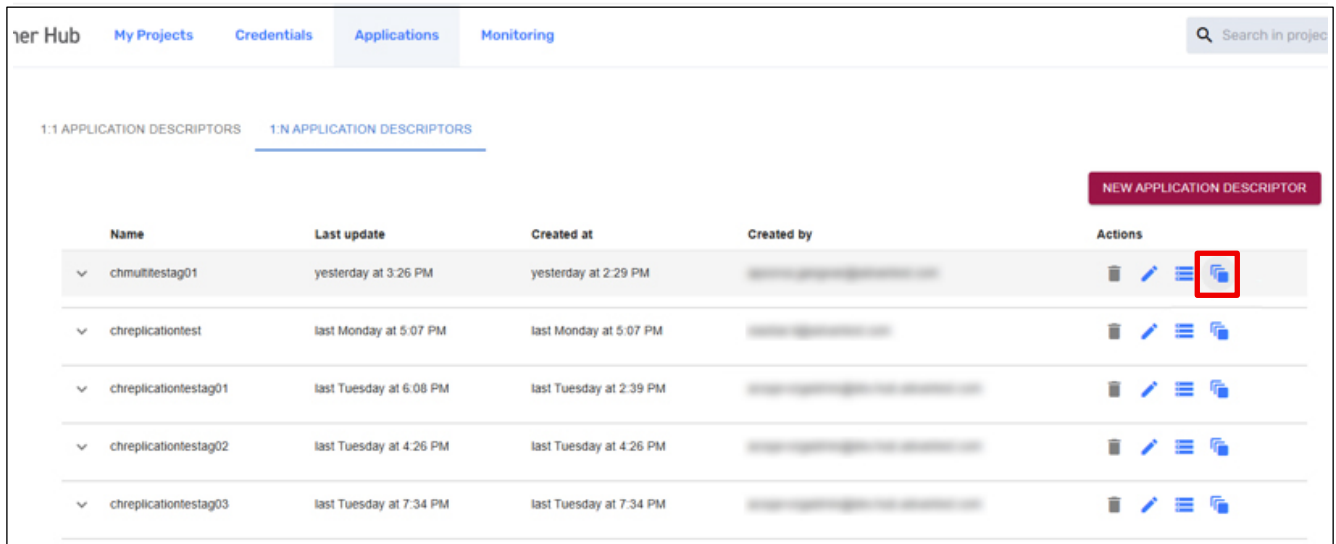 ner Hub My Projects Credentials Applications Monitoring Search in projec
1:1 APPLICATION DESCRIPTORS 1:N APPLICATION DESCRIPTORS
NEW APPLICATION DESCRIPTOR
Name Last update Created at Created by Actions
chmultitestag01 yesterday at 3:26 PM yesterday at 2:29 PM
chreplicationtest last Monday at 5:07 PM last Monday at 5:07 PM
chreplicationtestag01 last Tuesday at 6:08 PM last Tuesday at 2:39 PM
chreplicationtestag02 last Tuesday at 4:26 PM last Tuesday at 4:26 PM
chreplicationtestag03 last Tuesday at 7:34 PM last Tuesday at 7:34 PM